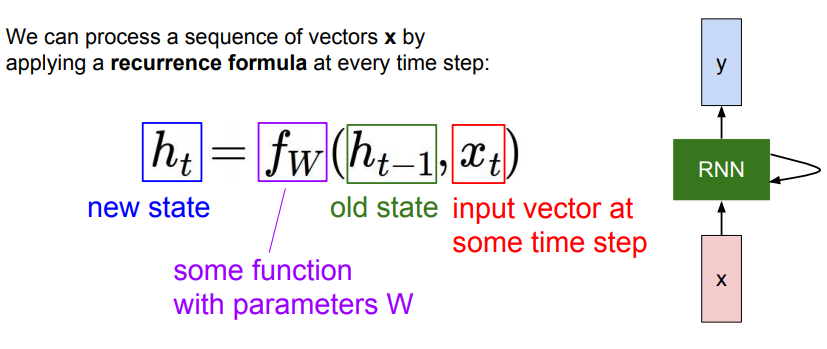 We can process a sequence of vectors x by
applying a recurrence formula at every time step:
h_t = f_W(h_{t-1}, x_t)
new state
old state
input vector at
some time step
some function
with parameters W
y
RNN
x